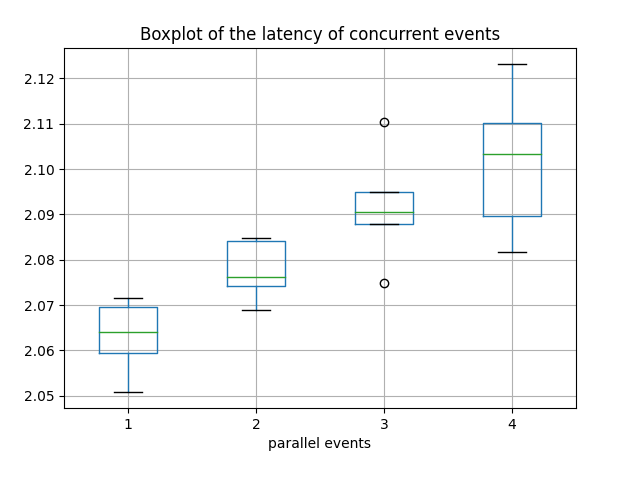 Boxplot of the latency of concurrent events
2.12
2.11
2.10
2.09
2.08
2.07
2.06
2.05
1 2 3 4
parallel events